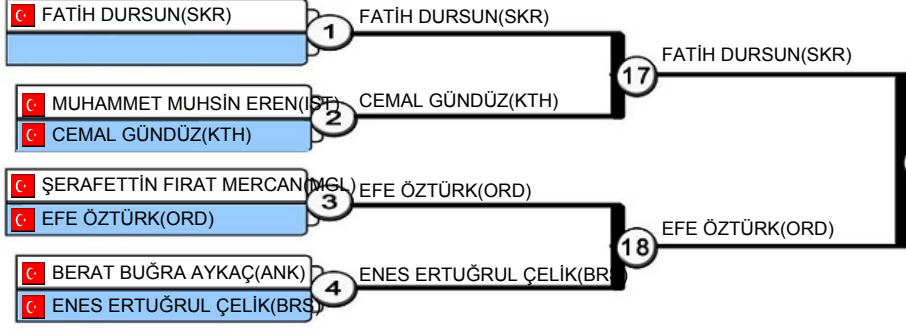 FATİH DURSUN(SKR)
1
FATİH DURSUN(SKR)
17
FATİH DURSUN(SKR)
MUHAMMET MUHSİN EREN(IST)
2
CEMAL GÜNDÜZ(KTH)
CEMAL GÜNDÜZ(KTH)
ŞERAFETTİN FIRAT MERCAN(MGL)
3
EFE ÖZTÜRK(ORD)
EFE ÖZTÜRK(ORD)
18
EFE ÖZTÜRK(ORD)
BERAT BUĞRA AYKAÇ(ANK)
4
ENES ERTUĞRUL ÇELİK(BRS)
ENES ERTUĞRUL ÇELİK(BRS)